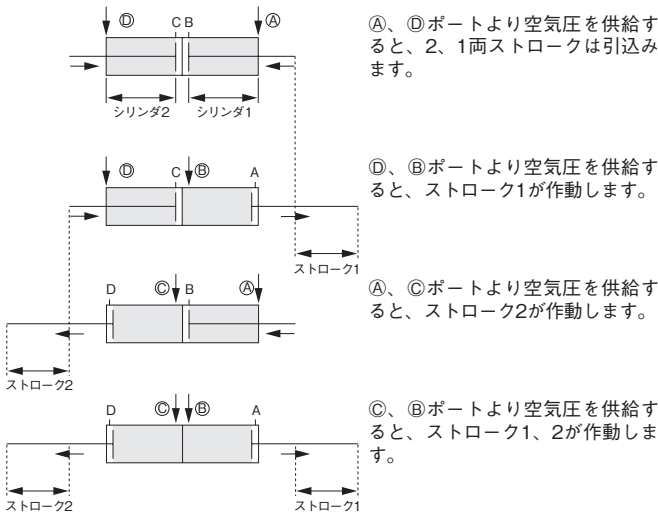 Ⓓ C B Ⓐ
Ⓐ、Ⓓポートより空気圧を供給す
ると、2、1両ストロークは引込み
ます。
シリンダ2 シリンダ1
Ⓓ C Ⓑ A
Ⓓ、Ⓑポートより空気圧を供給す
ると、ストローク1が作動します。
ストローク1
D Ⓒ B Ⓐ
Ⓐ、Ⓒポートより空気圧を供給す
ると、ストローク2が作動します。
ストローク2
D Ⓒ Ⓑ A
Ⓒ、Ⓑポートより空気圧を供給す
ると、ストローク1、2が作動しま
す。
ストローク2 ストローク1